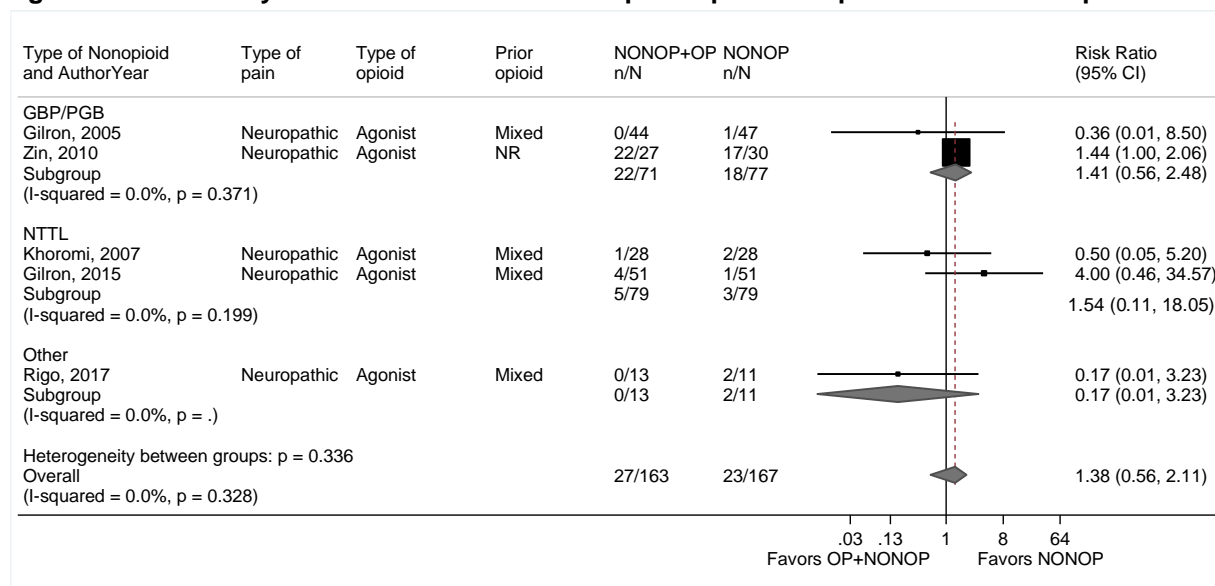 Type of Nonopioid Type of Type of Prior NONOP+OP NONOP Risk Ratio
and AuthorYear pain opioid opioid n/N n/N (95% CI)
GBP/PGB
Gilron, 2005 Neuropathic Agonist Mixed 0/44 1/47 0.36 (0.01, 8.50)
Zin, 2010 Neuropathic Agonist NR 22/27 17/30 1.44 (1.00, 2.06)
Subgroup 22/71 18/77 1.41 (0.56, 2.48)
(I-squared = 0.0%, p = 0.371)
NTTL
Khoromi, 2007 Neuropathic Agonist Mixed 1/28 2/28 0.50 (0.05, 5.20)
Gilron, 2015 Neuropathic Agonist Mixed 4/51 1/51 4.00 (0.46, 34.57)
Subgroup 5/79 3/79 1.54 (0.11, 18.05)
(I-squared = 0.0%, p = 0.199)
Other
Rigo, 2017 Neuropathic Agonist Mixed 0/13 2/11 0.17 (0.01, 3.23)
Subgroup 0/13 2/11 0.17 (0.01, 3.23)
(I-squared = 0.0%, p = .)
Heterogeneity between groups: p = 0.336
Overall 27/163 23/167 1.38 (0.56, 2.11)
(I-squared = 0.0%, p = 0.328)
.03 .13 1 8 64
Favors OP+NONOP Favors NONOP